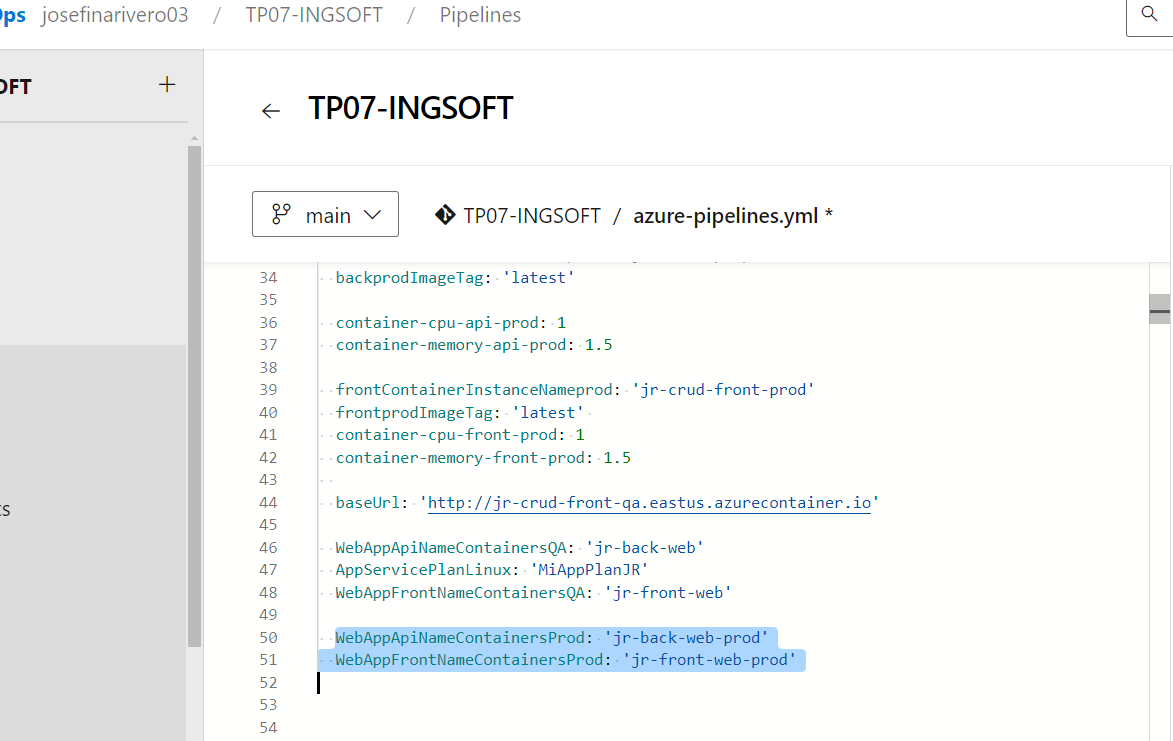 Ops josefinarivero03 / TP07-INGSOFT / Pipelines
OFT +
← TP07-INGSOFT
main TP07-INGSOFT / azure-pipelines.yml *
34 backprodImageTag: 'latest'
35
36 container-cpu-api-prod: 1
37 container-memory-api-prod: 1.5
38
39 frontContainerInstanceNameprod: 'jr-crud-front-prod'
40 frontprodImageTag: 'latest'
41 container-cpu-front-prod: 1
42 container-memory-front-prod: 1.5
43
44 baseUrl: 'http://jr-crud-front-qa.eastus.azurecontainer.io'
45
46 WebAppApiNameContainersQA: 'jr-back-web'
47 AppServicePlanLinux: 'MiAppPlanJR'
48 WebAppFrontNameContainersQA: 'jr-front-web'
49
50 WebAppApiNameContainersProd: 'jr-back-web-prod'
51 WebAppFrontNameContainersProd: 'jr-front-web-prod'
52
53
54
ts